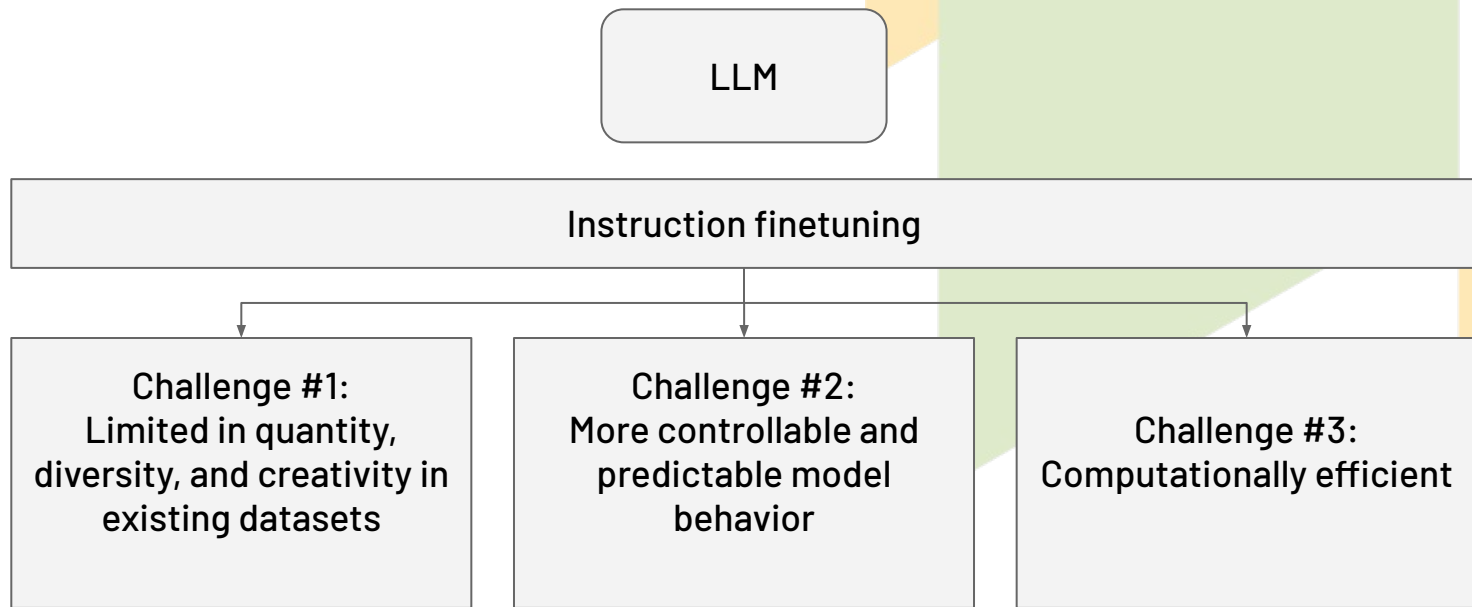 LLM
Instruction finetuning
Challenge #1:
Limited in quantity,
diversity, and creativity in
existing datasets
Challenge #2:
More controllable and
predictable model
behavior
Challenge #3:
Computationally efficient